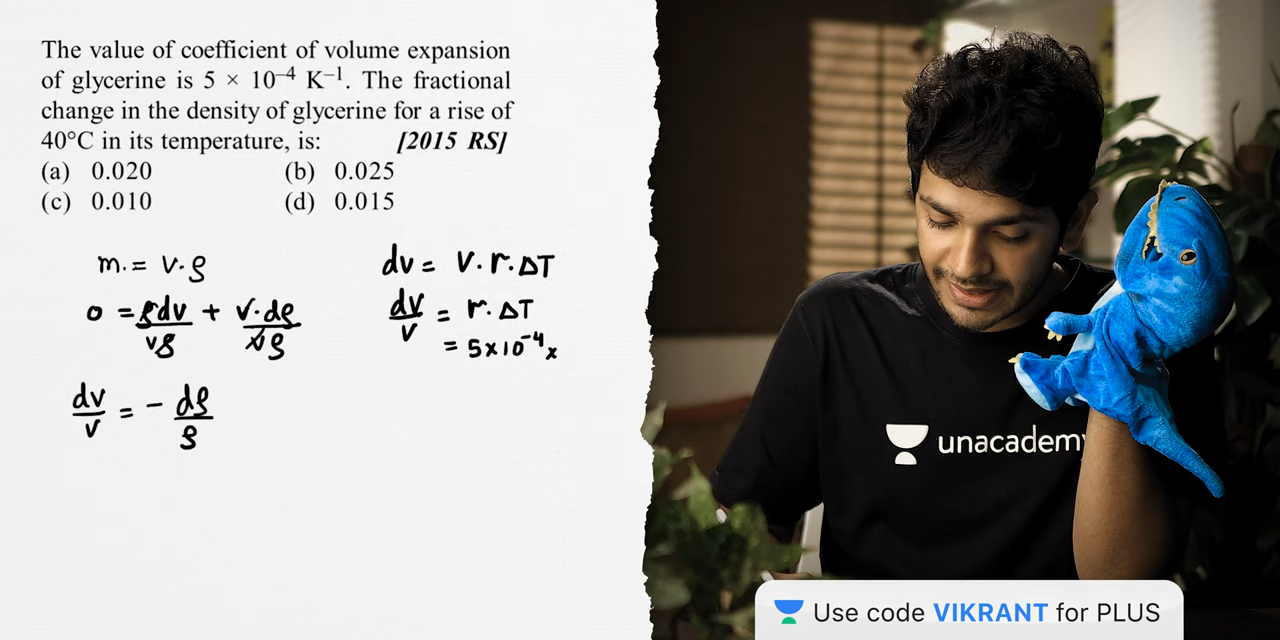 The value of coefficient of volume expansion
of glycerine is 5 × 10⁻⁴ K⁻¹. The fractional
change in the density of glycerine for a rise of
40°C in its temperature, is: [2015 RS]
(a) 0.020 (b) 0.025
(c) 0.010 (d) 0.015
m. = V·ρ
0 = ρdv/vρ + V·dρ/vρ
dv/v = - dρ/ρ
dv = V·r·ΔT
dv/v = r·ΔT
= 5×10⁻⁴ x
unacademy
Use code VIKRANT for PLUS